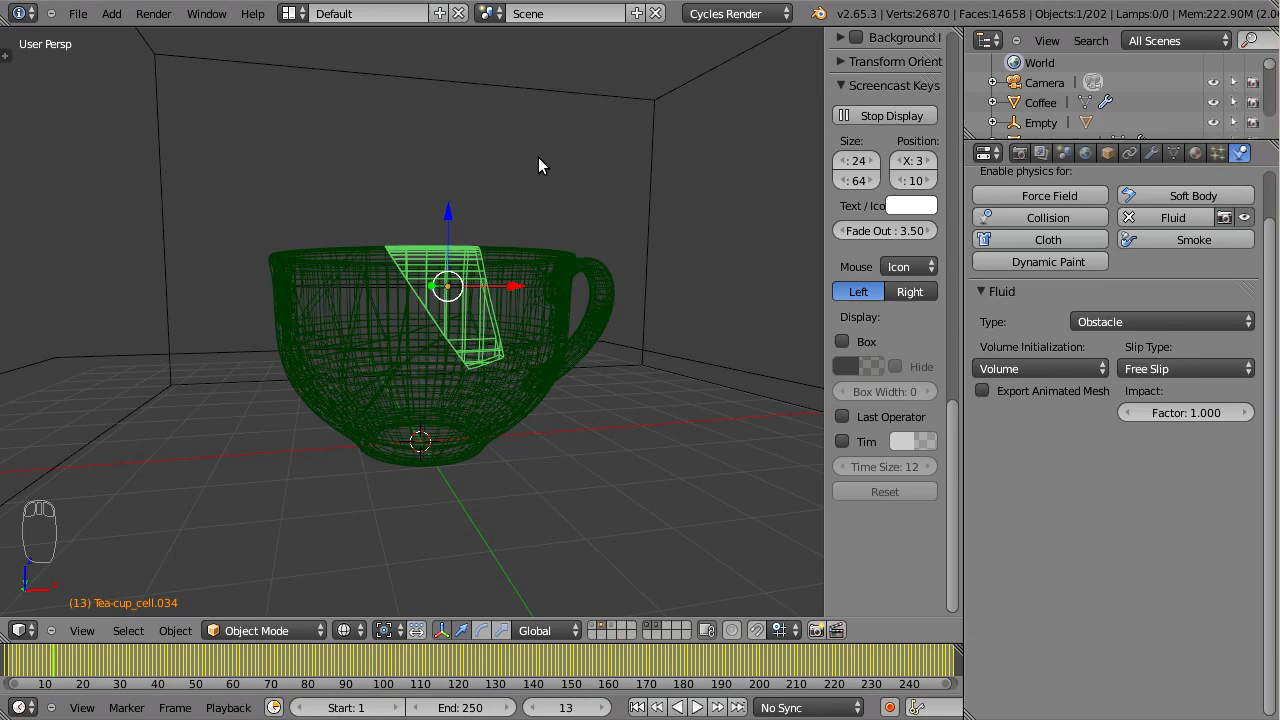 File Add Render Window Help Default Scene Cycles Render v2.65.3 | Verts:26870 | Faces:14658 | Objects:1/202 | Lamps:0/0 | Mem:222.90M (2.0
User Persp
Background I
Transform Orient
Screencast Keys
Stop Display
Size: Position:
: 24 X: 3
: 64 : 10
Text / Ico
Fade Out : 3.50
Mouse Icon
Left Right
Display:
Box
Hide
Box Width: 0
Last Operator
Tim
Time Size: 12
Reset
View Search All Scenes
World
Camera
Coffee
Empty
Enable physics for:
Force Field Soft Body
Collision Fluid
Cloth Smoke
Dynamic Paint
Fluid
Type: Obstacle
Volume Initialization: Slip Type:
Volume Free Slip
Export Animated Mesh Impact:
Factor: 1.000
(13) Tea-cup_cell.034
View Select Object Object Mode Global
10 20 30 40 50 60 70 80 90 100 110 120 130 140 150 160 170 180 190 200 210 220 230 240
View Marker Frame Playback Start: 1 End: 250 13 No Sync